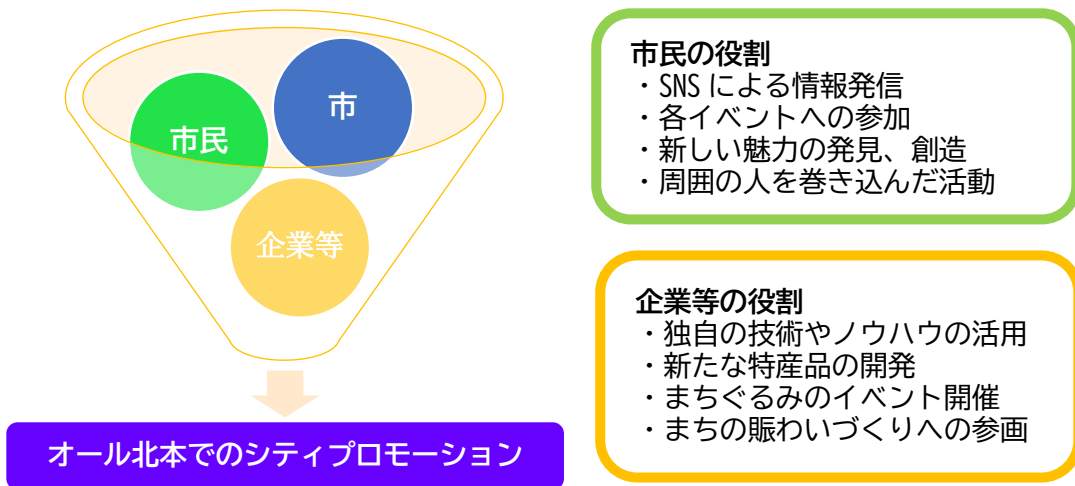 市
市民
企業等
オール北本でのシティプロモーション
市民の役割
・SNSによる情報発信
・各イベントへの参加
・新しい魅力の発見、創造
・周囲の人を巻き込んだ活動
企業等の役割
・独自の技術やノウハウの活用
・新たな特産品の開発
・まちぐるみのイベント開催
・まちの賑わいづくりへの参画